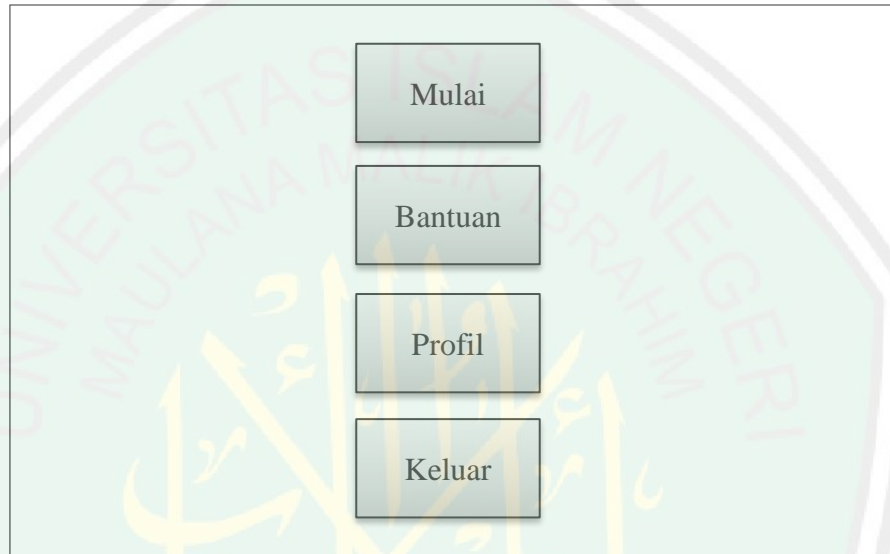 Mulai
Bantuan
Profil
Keluar
UNIVERSITAS ISLAM NEGERI
MAULANA MALIK IBRAHIM